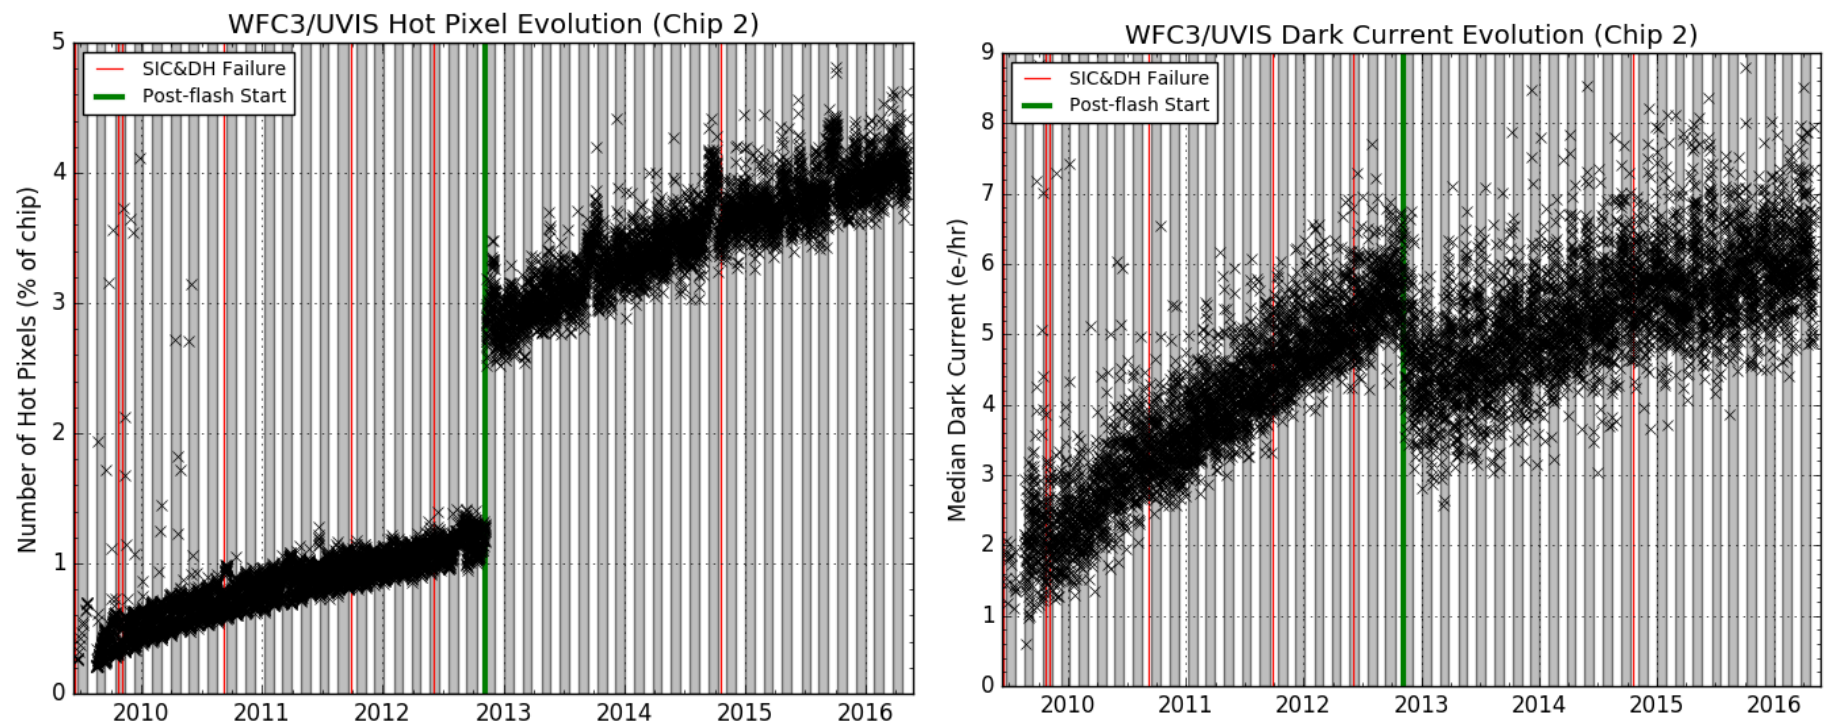 WFC3/UVIS Hot Pixel Evolution (Chip 2)
SIC&DH Failure
Post-flash Start
Number of Hot Pixels (% of chip)
5
4
3
2
1
0
2010 2011 2012 2013 2014 2015 2016
WFC3/UVIS Dark Current Evolution (Chip 2)
SIC&DH Failure
Post-flash Start
Median Dark Current (e-/hr)
9
8
7
6
5
4
3
2
1
0
2010 2011 2012 2013 2014 2015 2016